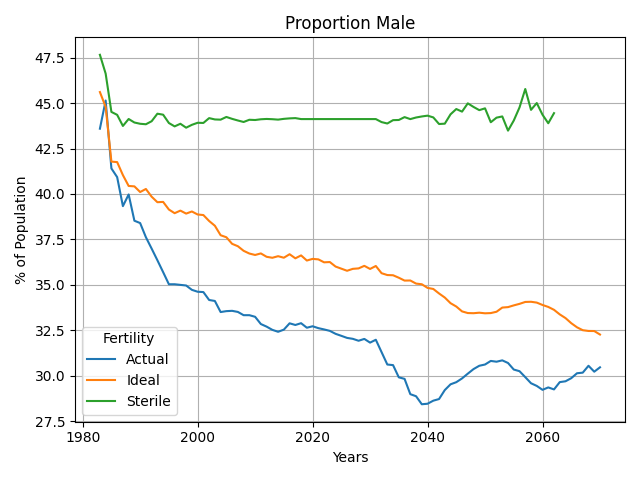 Proportion Male
% of Population
47.5
45.0
42.5
40.0
37.5
35.0
32.5
30.0
27.5
Fertility
Actual
Ideal
Sterile
1980
2000
2020
2040
2060
Years